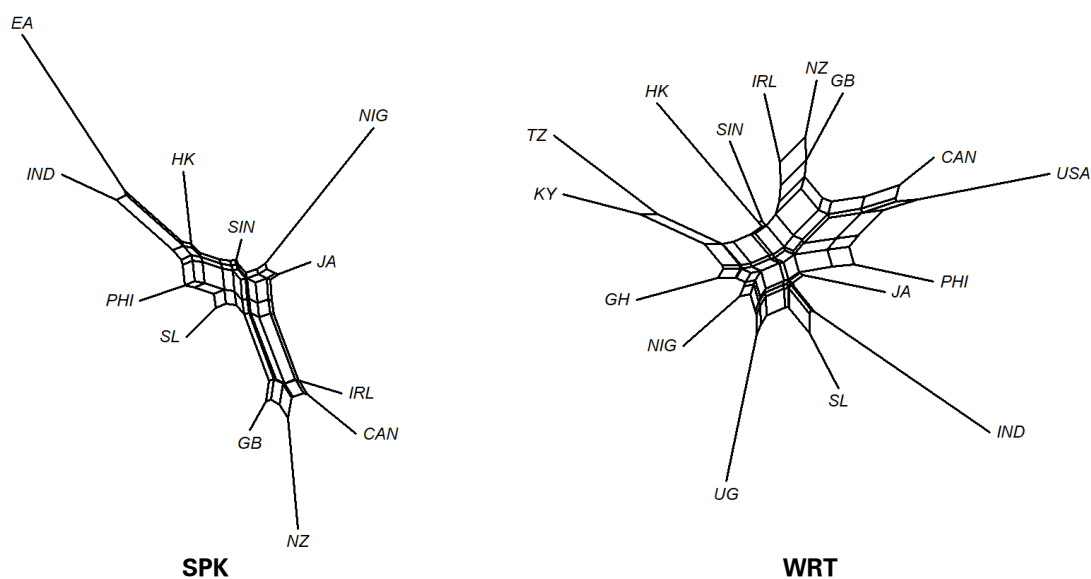 EA
NIG
HK
IND
SIN
JA
PHI
SL
IRL
CAN
GB
NZ
SPK
NZ
IRL
GB
HK
SIN
TZ
CAN
USA
KY
PHI
GH
JA
NIG
SL
IND
UG
WRT